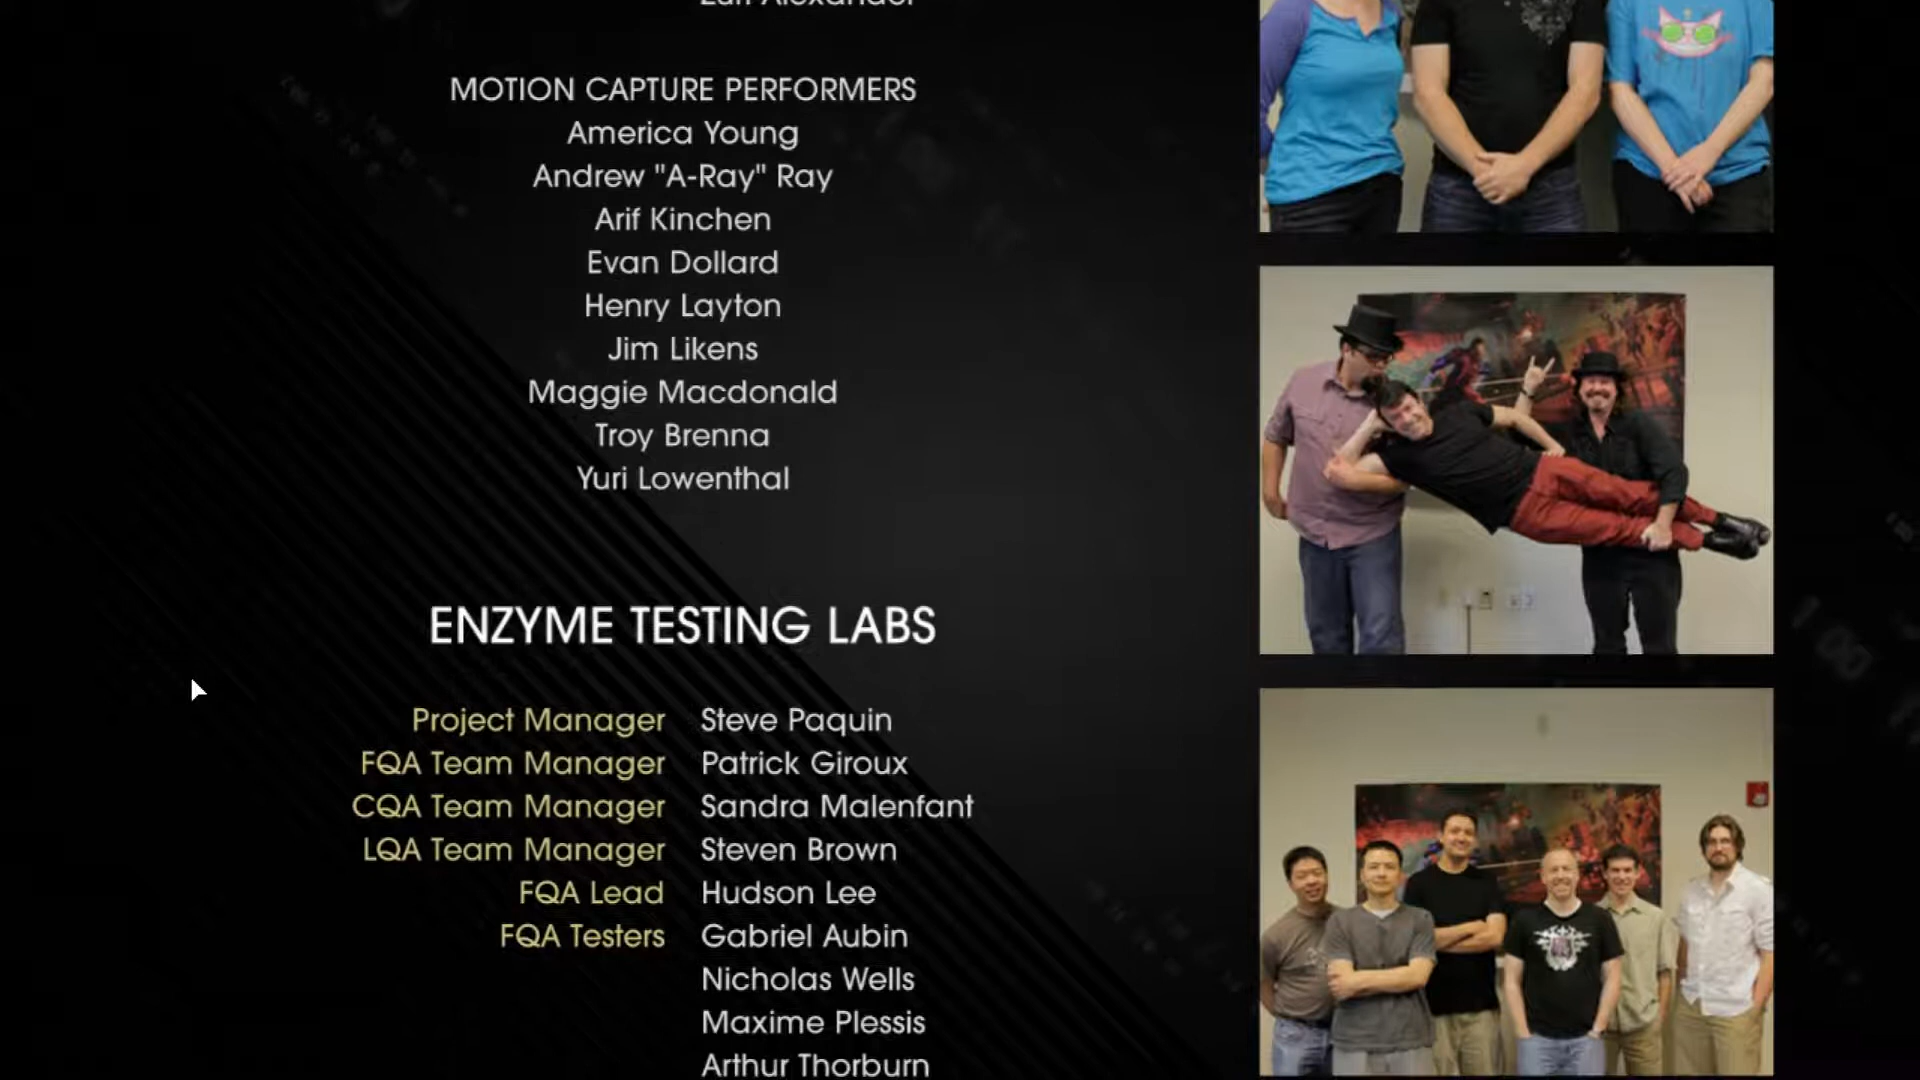 MOTION CAPTURE PERFORMERS
America Young
Andrew "A-Ray" Ray
Arif Kinchen
Evan Dollard
Henry Layton
Jim Likens
Maggie Macdonald
Troy Brenna
Yuri Lowenthal
ENZYME TESTING LABS
Project Manager Steve Paquin
FQA Team Manager Patrick Giroux
CQA Team Manager Sandra Malenfant
LQA Team Manager Steven Brown
FQA Lead Hudson Lee
FQA Testers Gabriel Aubin
Nicholas Wells
Maxime Plessis
Arthur Thorburn